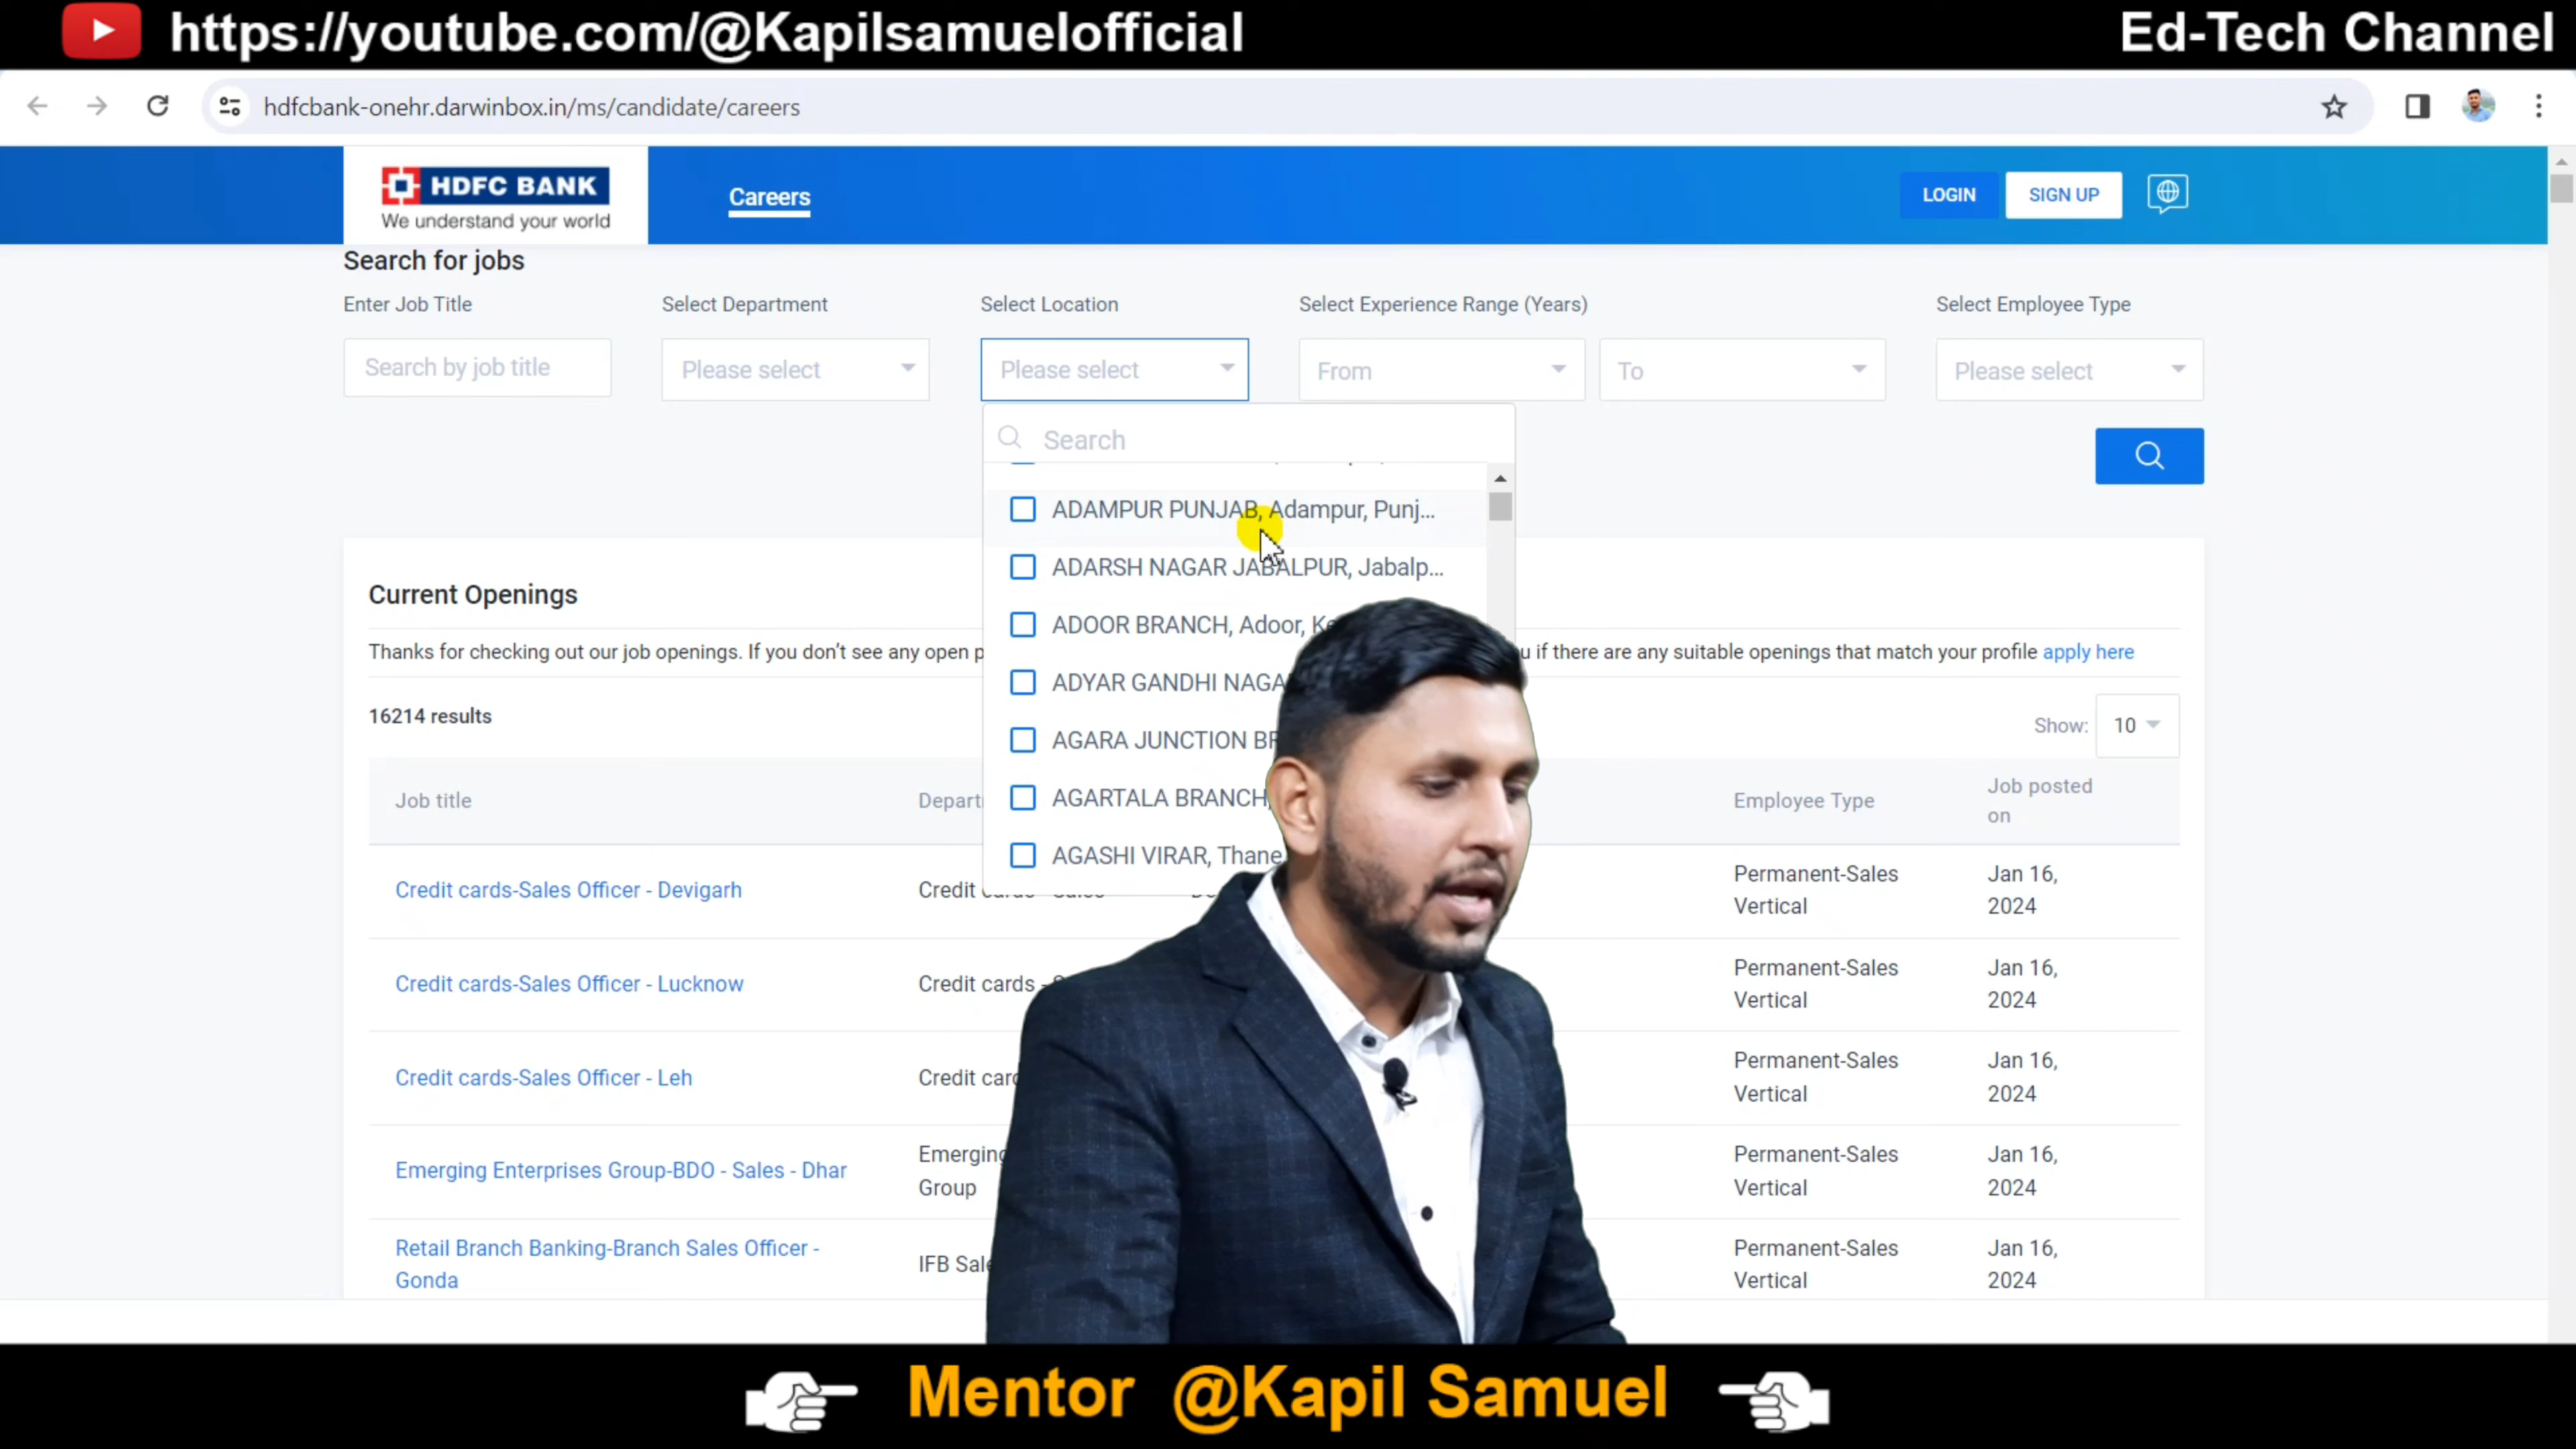 https://youtube.com/@Kapilsamuelofficial
Ed-Tech Channel
hdfcbank-onehr.darwinbox.in/ms/candidate/careers
HDFC BANK
We understand your world
Careers
LOGIN
SIGN UP
Search for jobs
Enter Job Title
Select Department
Select Location
Select Experience Range (Years)
Select Employee Type
Search by job title
Please select
Please select
From
To
Please select
Search
ADAMPUR PUNJAB, Adampur, Punj...
ADARSH NAGAR JABALPUR, Jabalp...
ADOOR BRANCH, Adoor,
ADYAR GANDHI
AGARA JUNCTION
AGARTALA BRANCH,
AGASHI VIRAR, Thane
Current Openings
Thanks for checking out our job openings. If you don't see any open
if there are any suitable openings that match your profile apply here
16214 results
Show: 10
Job title
Employee Type
Job posted
on
Credit cards-Sales Officer - Devigarh
Credit
Permanent-Sales
Vertical
Jan 16,
2024
Credit cards-Sales Officer - Lucknow
Credit cards -
Permanent-Sales
Vertical
Jan 16,
2024
Credit cards-Sales Officer - Leh
Credit
Permanent-Sales
Vertical
Jan 16,
2024
Emerging Enterprises Group-BDO - Sales - Dhar
Emerging
Group
Permanent-Sales
Vertical
Jan 16,
2024
Retail Branch Banking-Branch Sales Officer -
Gonda
IFB
Permanent-Sales
Vertical
Jan 16,
2024
Mentor @Kapil Samuel